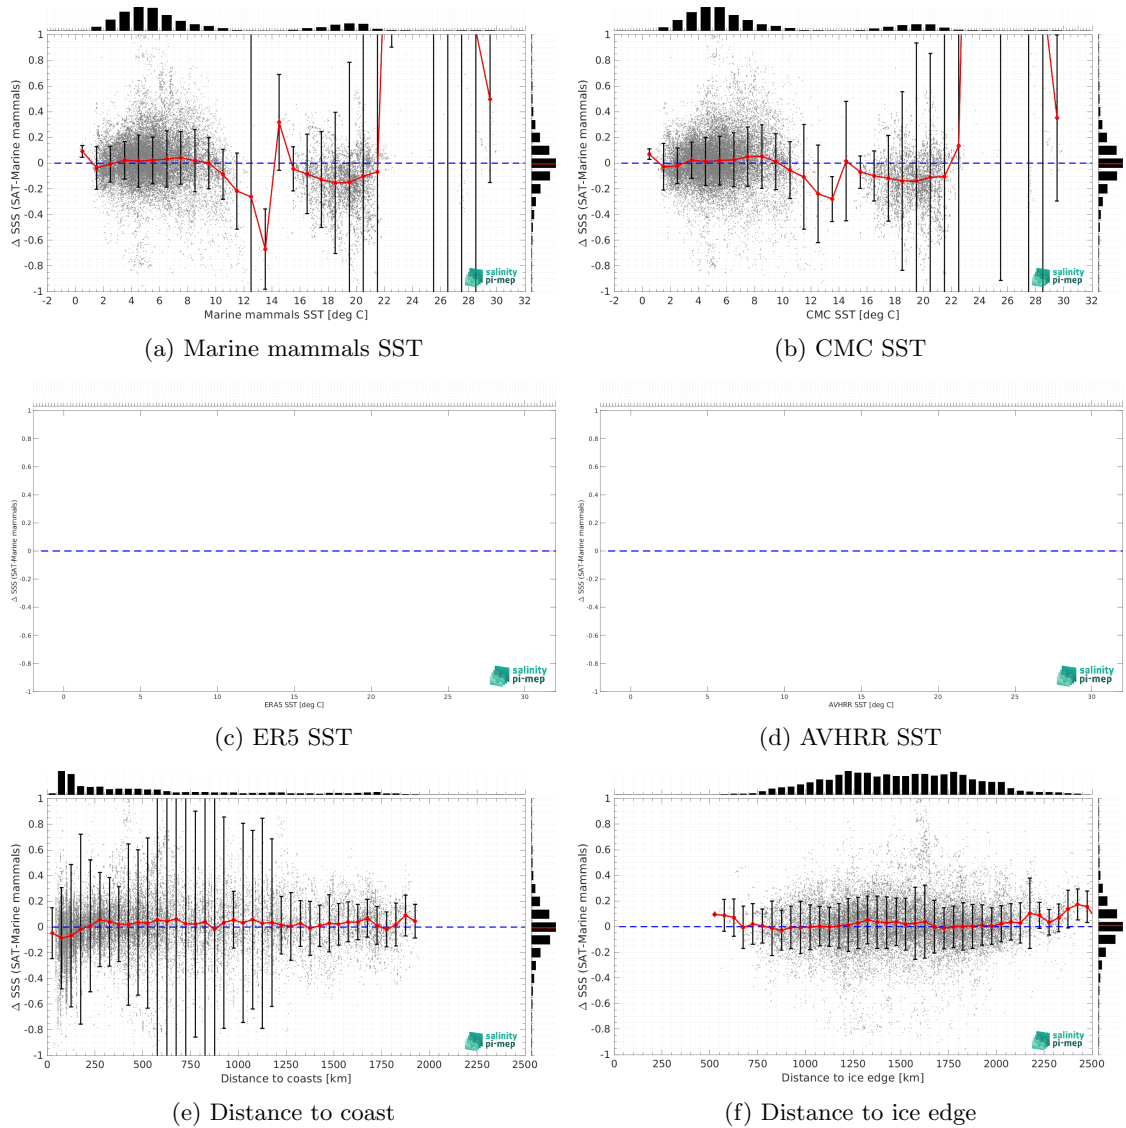 1
0.8
0.6
0.4
0.2
0
-0.2
-0.4
-0.6
-0.8
-1
Δ SSS (SAT-Marine mammals)
-2 0 2 4 6 8 10 12 14 16 18 20 22 24 26 28 30 32
Marine mammals SST [deg C]
salinity
pi-mep
(a) Marine mammals SST
1
0.8
0.6
0.4
0.2
0
-0.2
-0.4
-0.6
-0.8
-1
Δ SSS (SAT-Marine mammals)
-2 0 2 4 6 8 10 12 14 16 18 20 22 24 26 28 30 32
CMC SST [deg C]
salinity
pi-mep
(b) CMC SST
1
0.8
0.6
0.4
0.2
0
-0.2
-0.4
-0.6
-0.8
-1
Δ SSS (SAT-Marine mammals)
0 5 10 15 20 25 30
ERA5 SST [deg C]
salinity
pi-mep
(c) ER5 SST
1
0.8
0.6
0.4
0.2
0
-0.2
-0.4
-0.6
-0.8
-1
Δ SSS (SAT-Marine mammals)
0 5 10 15 20 25 30
AVHRR SST [deg C]
salinity
pi-mep
(d) AVHRR SST
1
0.8
0.6
0.4
0.2
0
-0.2
-0.4
-0.6
-0.8
-1
Δ SSS (SAT-Marine mammals)
0 250 500 750 1000 1250 1500 1750 2000 2250 2500
Distance to coasts [km]
salinity
pi-mep
(e) Distance to coast
1
0.8
0.6
0.4
0.2
0
-0.2
-0.4
-0.6
-0.8
-1
Δ SSS (SAT-Marine mammals)
0 250 500 750 1000 1250 1500 1750 2000 2250 2500
Distance to ice edge [km]
salinity
pi-mep
(f) Distance to ice edge